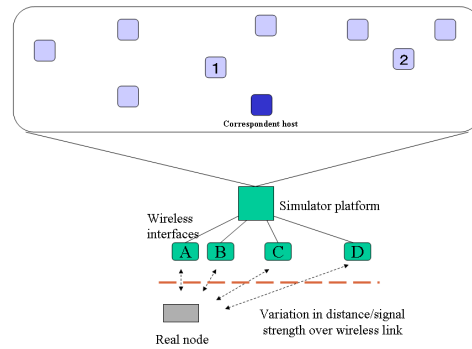 1
2
Correspondent host
Simulator platform
Wireless
interfaces
A B C D
Variation in distance/signal
strength over wireless link
Real node